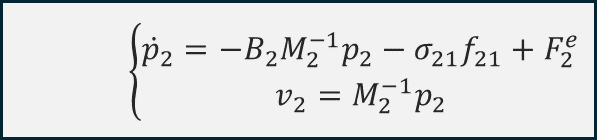 ṗ₂ = −B₂M₂⁻¹p₂ − σ₂₁f₂₁ + F₂ᵉ
v₂ = M₂⁻¹p₂